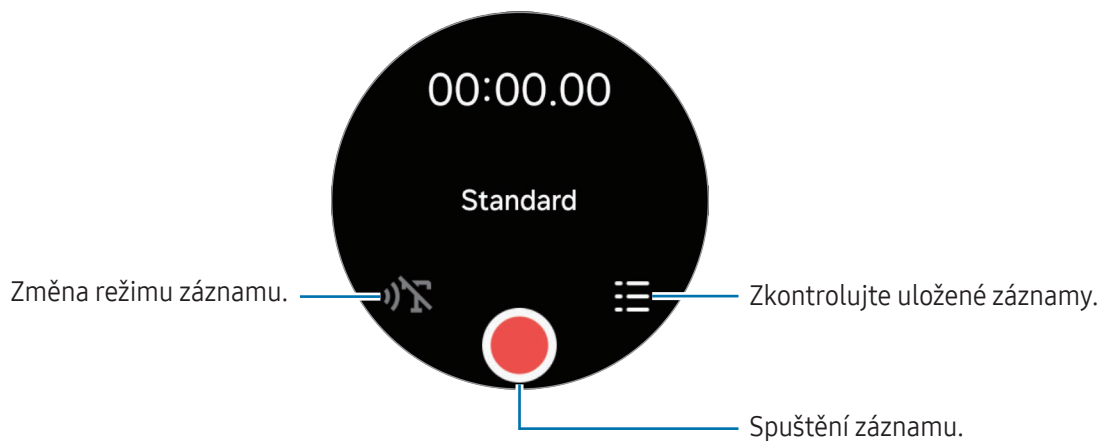 00:00.00
Standard
Změna režimu záznamu.
Zkontrolujte uložené záznamy.
Spuštění záznamu.